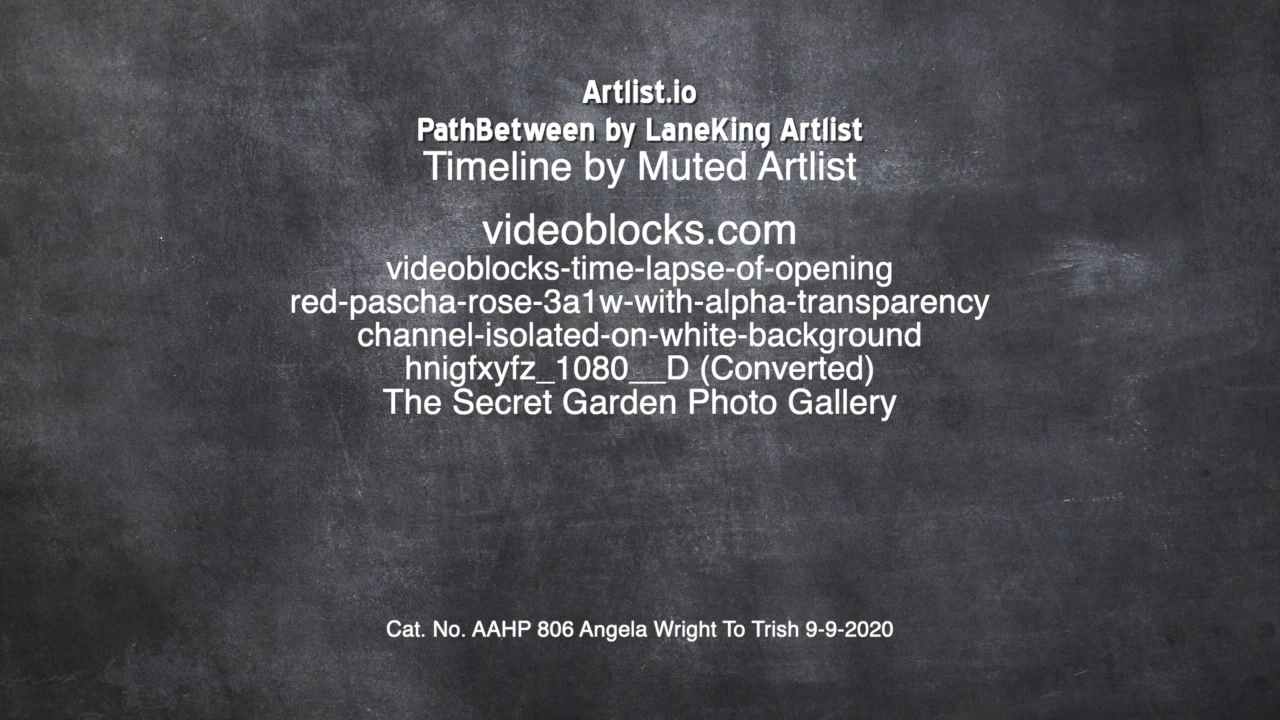 Artlist.io
PathBetween by LaneKing Artlist
Timeline by Muted Artlist
videoblocks.com
videoblocks-time-lapse-of-opening
red-pascha-rose-3a1w-with-alpha-transparency
channel-isolated-on-white-background
hnigfxyfz_1080__D (Converted)
The Secret Garden Photo Gallery
Cat. No. AAHP 806 Angela Wright To Trish 9-9-2020